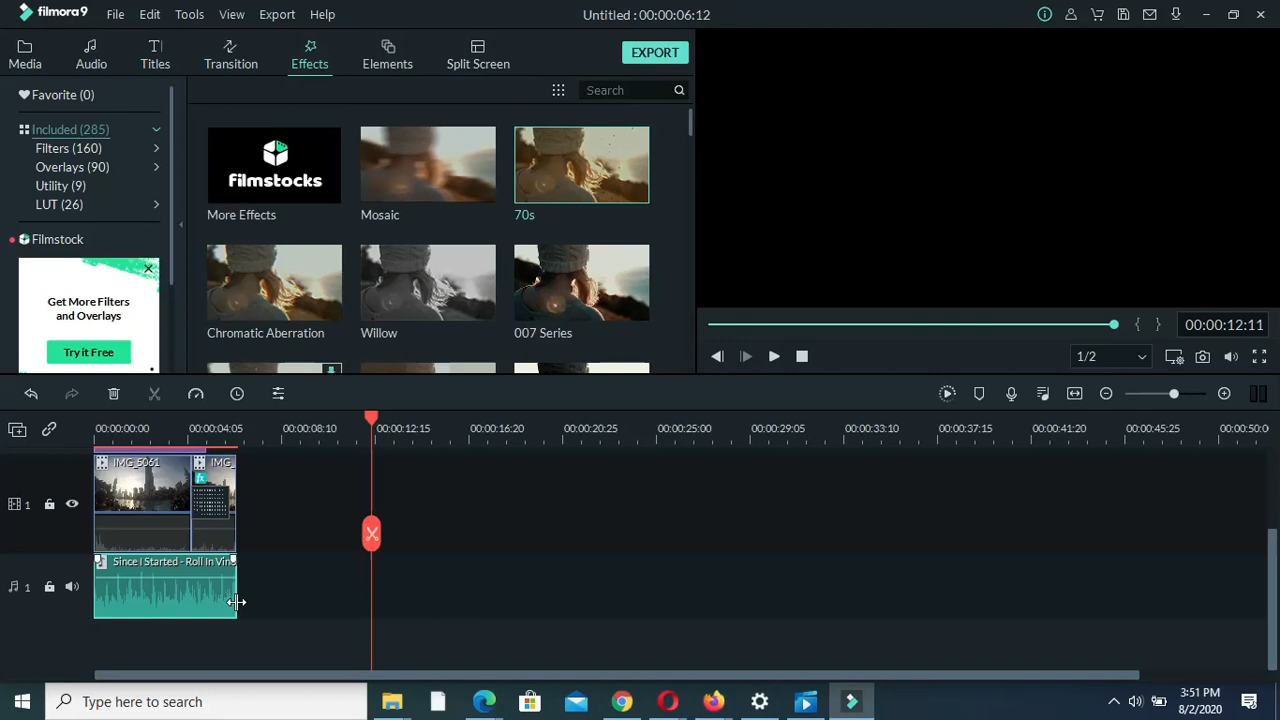 filmora9 File Edit Tools View Export Help Untitled : 00:00:06:12
Media Audio Titles Transition Effects Elements Split Screen EXPORT
Favorite (0)
Search
Included (285)
Filters (160)
Overlays (90)
Utility (9)
LUT (26)
Filmstock
Get More Filters
and Overlays
Try it Free
filmstocks
More Effects Mosaic 70s
Chromatic Aberration Willow 007 Series
{ } 00:00:12:11
1/2
00:00:00:00 00:00:04:05 00:00:08:10 00:00:12:15 00:00:16:20 00:00:20:25 00:00:25:00 00:00:29:05 00:00:33:10 00:00:37:15 00:00:41:20 00:00:45:25 00:00:50:0
IMG_5061 IMG_
fx
1
Since I Started - Roll In Vin
1
Type here to search
3:51 PM
8/2/2020